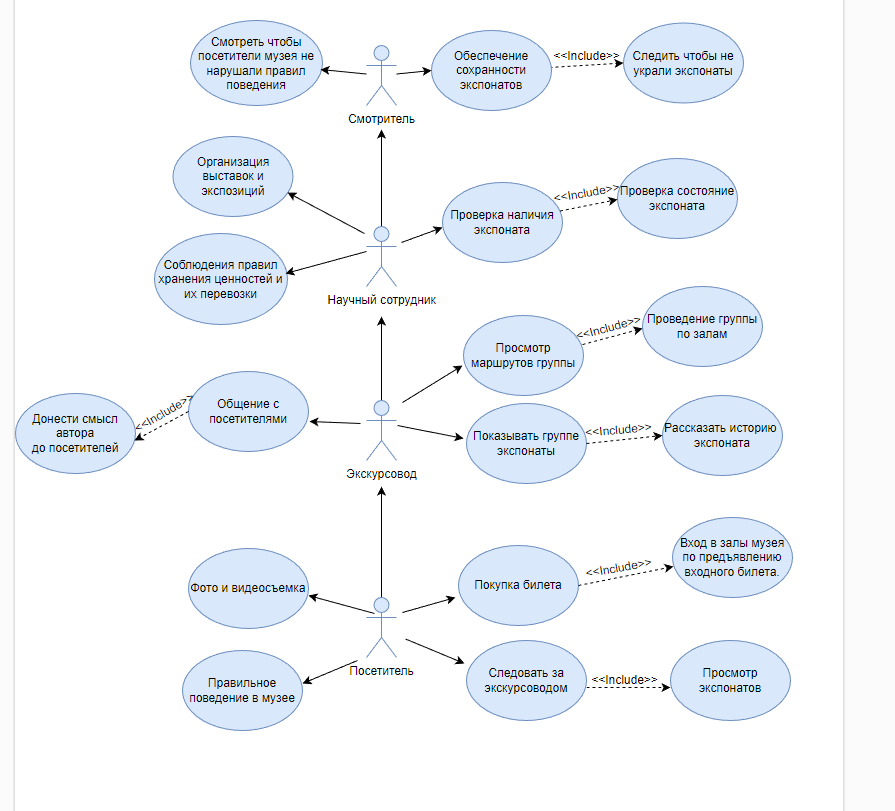 Смотреть чтобы
посетители музея не
нарушали правил
поведения
Смотритель
Обеспечение
сохранности
экспонатов
<<Include>>
Следить чтобы не
украли экспонаты
Организация
выставок и
экспозиций
Соблюдения правил
хранения ценностей и
их перевозки
Научный сотрудник
Проверка наличия
экспоната
<<Include>>
Проверка состояние
экспоната
Просмотр
маршрутов группы
<<Include>>
Проведение группы
по залам
Донести смысл
автора
до посетителей
<<Include>>
Общение с
посетителями
Экскурсовод
Показывать группе
экспонаты
<<Include>>
Рассказать историю
экспоната
Фото и видеосъемка
Правильное
поведение в музее
Посетитель
Покупка билета
<<Include>>
Вход в залы музея
по предъявлению
входного билета.
Следовать за
экскурсоводом
<<Include>>
Просмотр
экспонатов